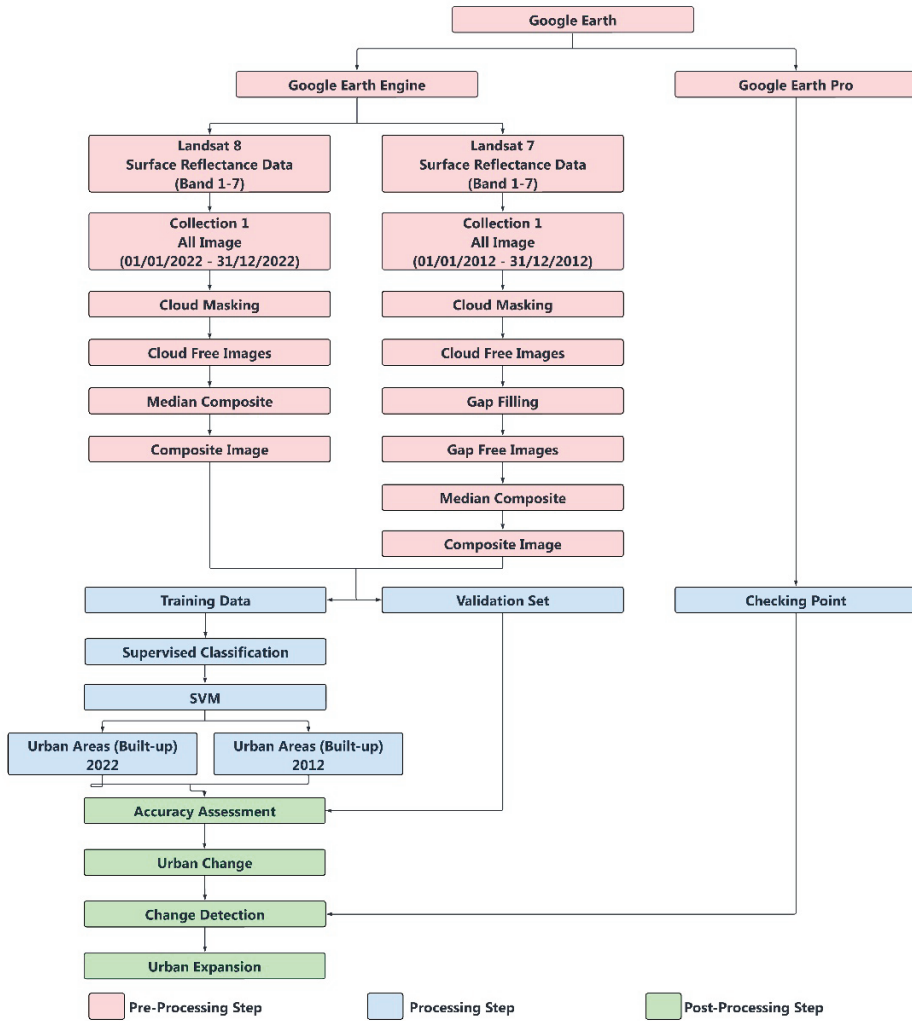 Google Earth
Google Earth Engine
Google Earth Pro
Landsat 8
Surface Reflectance Data
(Band 1-7)
Landsat 7
Surface Reflectance Data
(Band 1-7)
Collection 1
All Image
(01/01/2022 - 31/12/2022)
Collection 1
All Image
(01/01/2012 - 31/12/2012)
Cloud Masking
Cloud Masking
Cloud Free Images
Cloud Free Images
Median Composite
Gap Filling
Composite Image
Gap Free Images
Median Composite
Composite Image
Training Data
Validation Set
Checking Point
Supervised Classification
SVM
Urban Areas (Built-up)
2022
Urban Areas (Built-up)
2012
Accuracy Assessment
Urban Change
Change Detection
Urban Expansion
Pre-Processing Step
Processing Step
Post-Processing Step